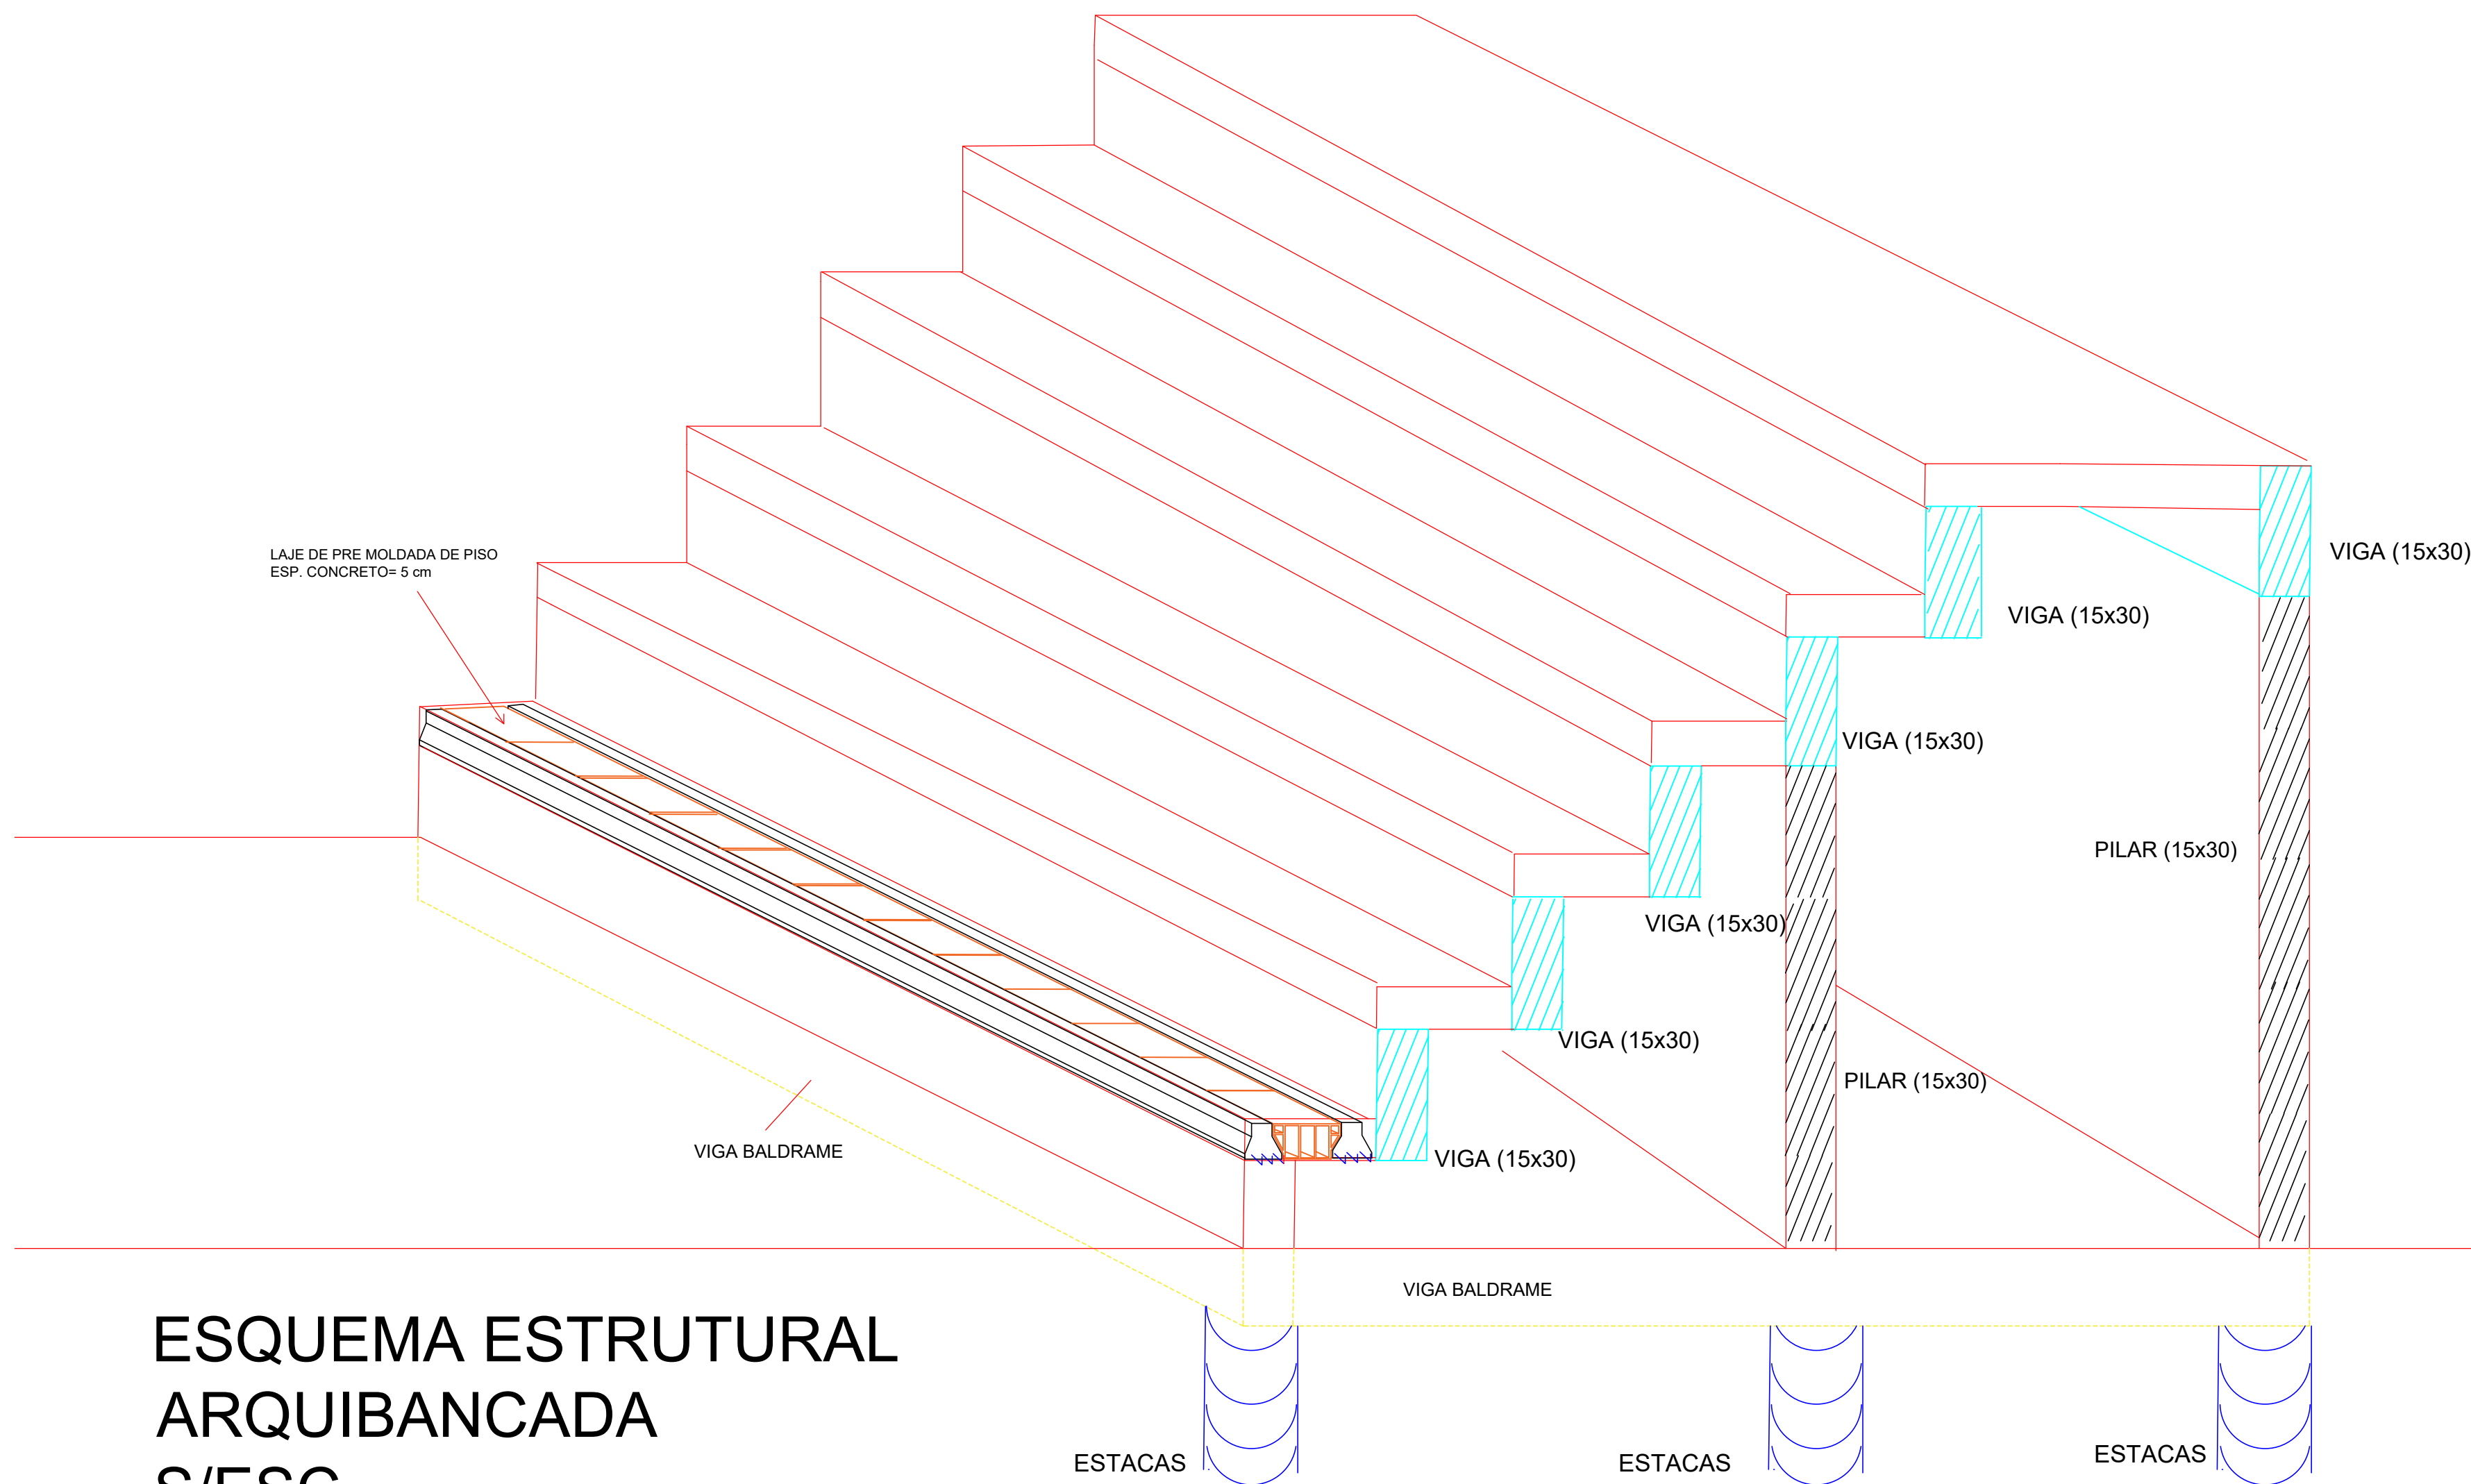 LAJE DE PRE MOLDADA DE PISO
ESP. CONCRETO= 5 cm
VIGA (15x30)
VIGA (15x30)
VIGA (15x30)
PILAR (15x30)
VIGA (15x30)
VIGA (15x30)
PILAR (15x30)
VIGA BALDRAME
VIGA (15x30)
VIGA BALDRAME
ESQUEMA ESTRUTURAL
ARQUIBANCADA
S/ESC
ESTACAS
ESTACAS
ESTACAS